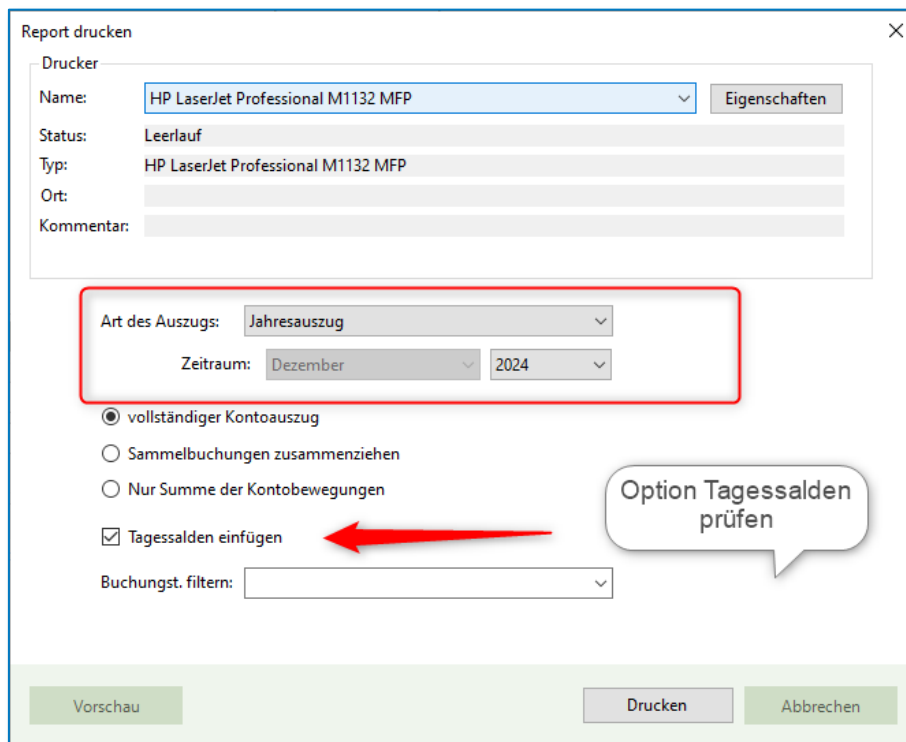 Report drucken
Drucker
Name: HP LaserJet Professional M1132 MFP Eigenschaften
Status: Leerlauf
Typ: HP LaserJet Professional M1132 MFP
Ort:
Kommentar:
Art des Auszugs: Jahresauszug
Zeitraum: Dezember 2024
vollständiger Kontoauszug
Sammelbuchungen zusammenziehen
Nur Summe der Kontobewegungen
Option Tagessalden
prüfen
Tagessalden einfügen
Buchungst. filtern:
Vorschau Drucken Abbrechen